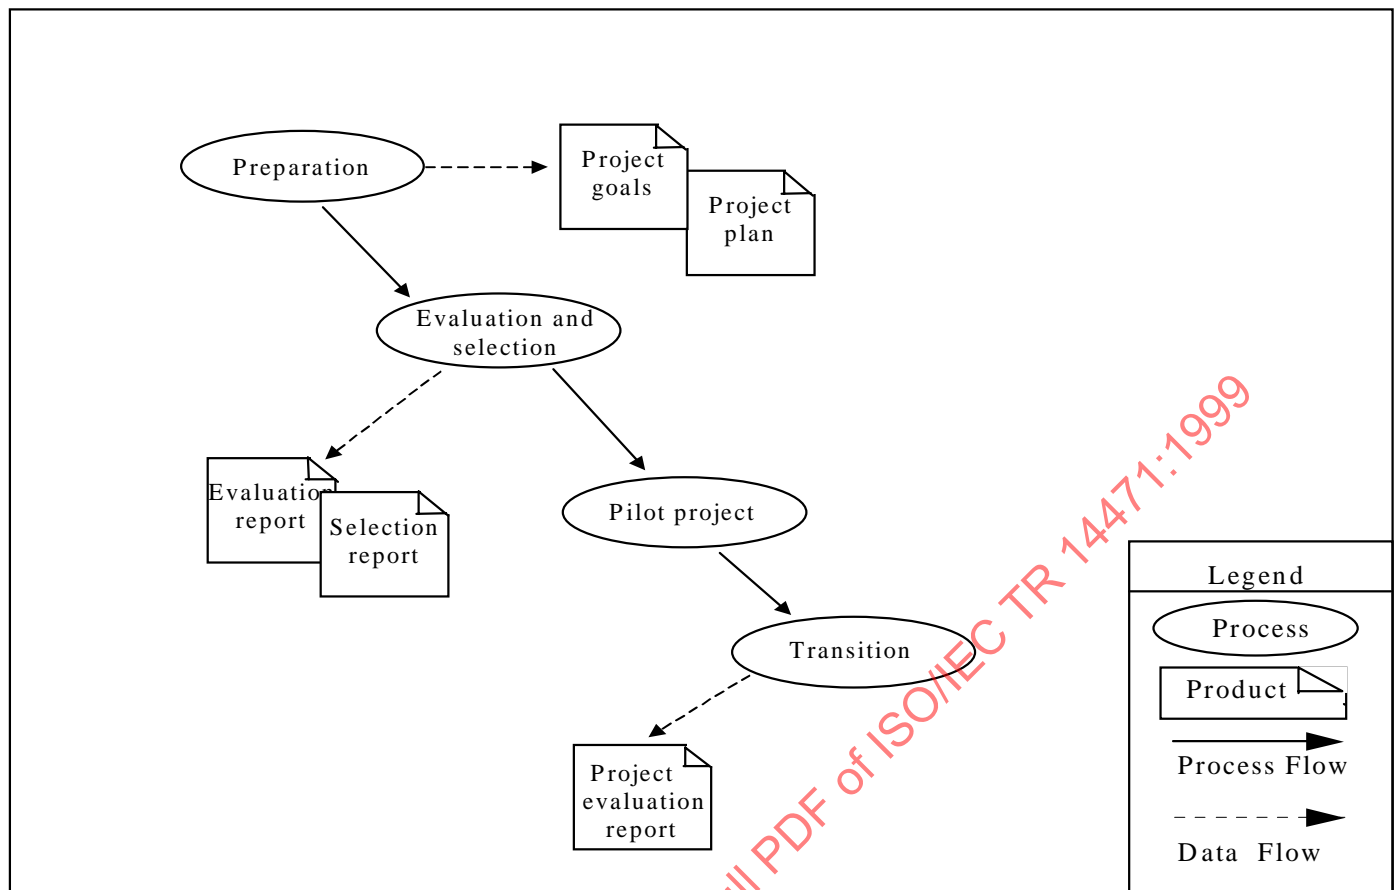 Preparation
Project
goals
Project
plan
Evaluation and
selection
Evaluation
report
Selection
report
Pilot project
Transition
Project
evaluation
report
Legend
Process
Product
Process Flow
Data Flow
ll PDF of ISO/IEC TR 14471:1999